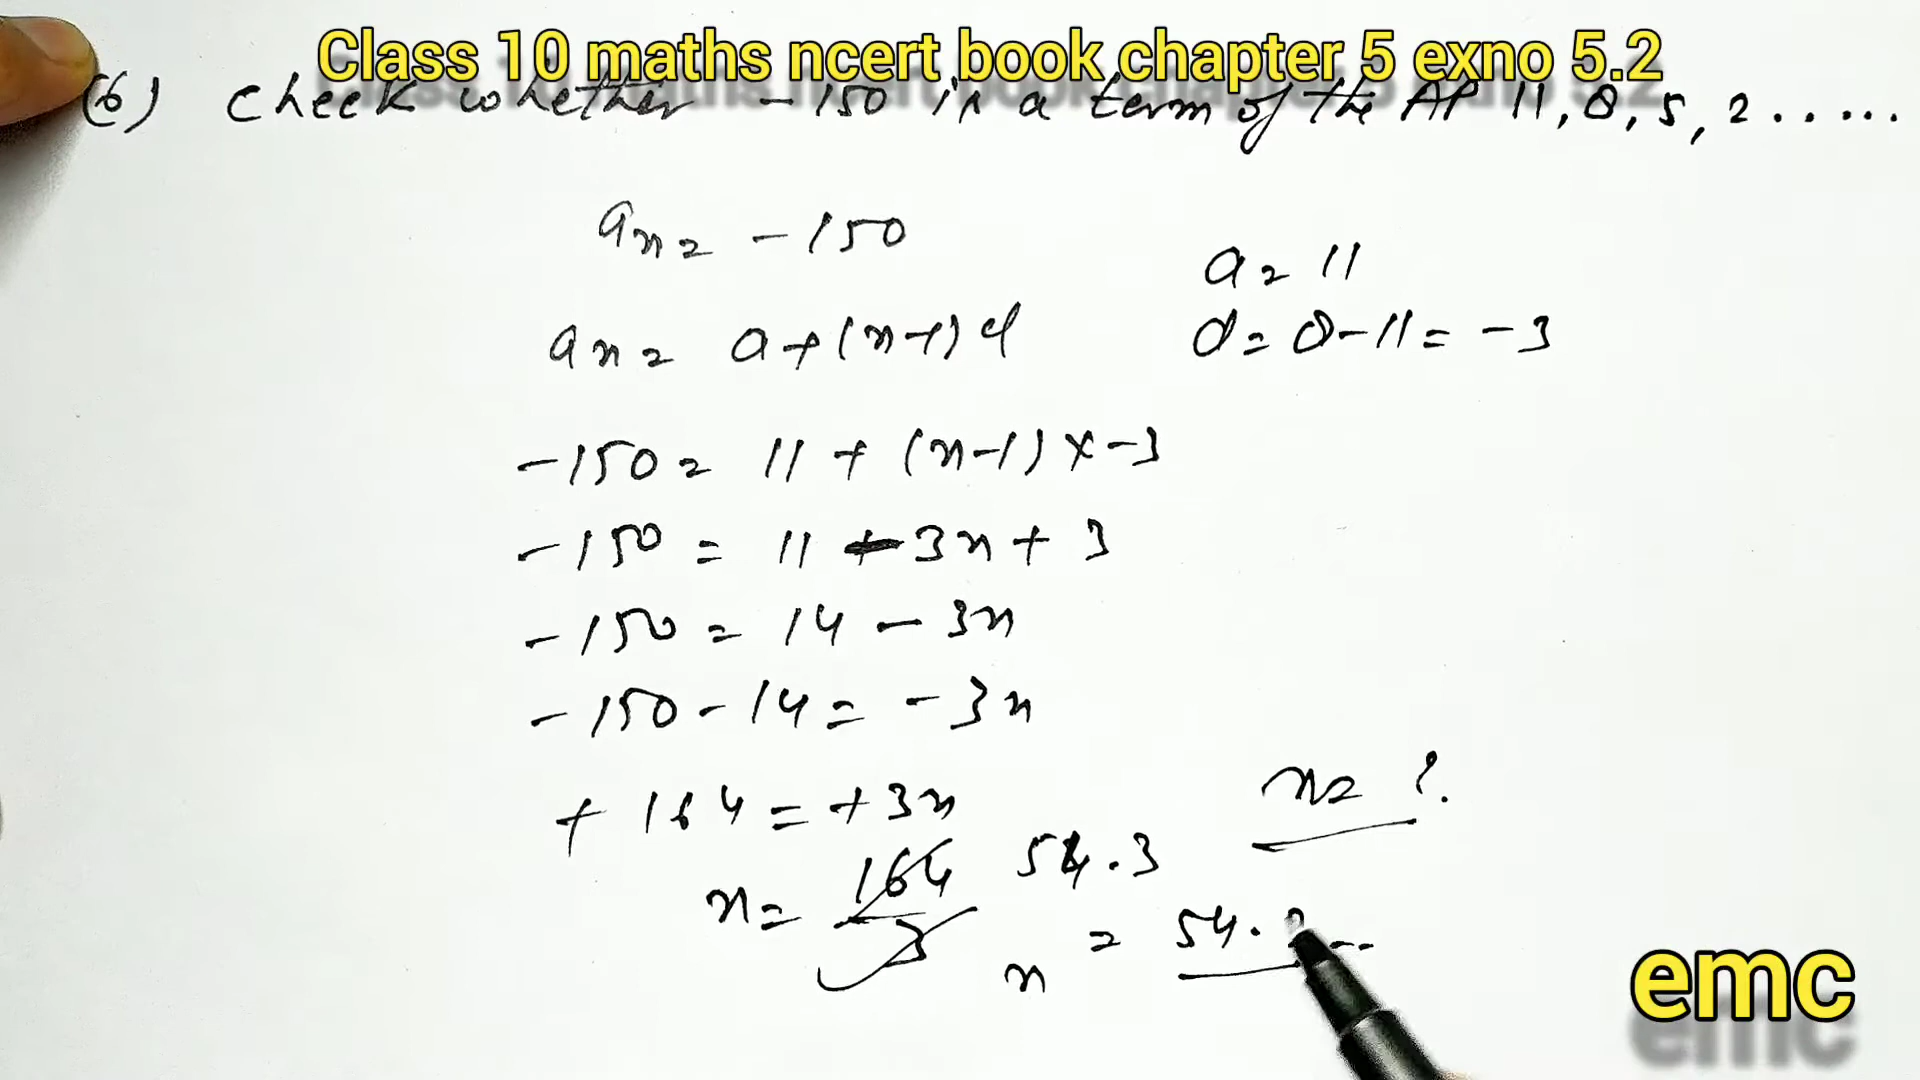 Class 10 maths ncert book chapter 5 exno 5.2
(6) Check whether -150 is a term of the AP 11, 8, 5, 2.....
an = -150
a = 11
an = a+(n-1)d
d = 8-11 = -3
-150 = 11 + (n-1) x -3
-150 = 11 - 3n + 3
-150 = 14 - 3n
-150 - 14 = -3n
n = ?
+ 164 = +3n
54.3
n = 164/3
n = 54.
emc